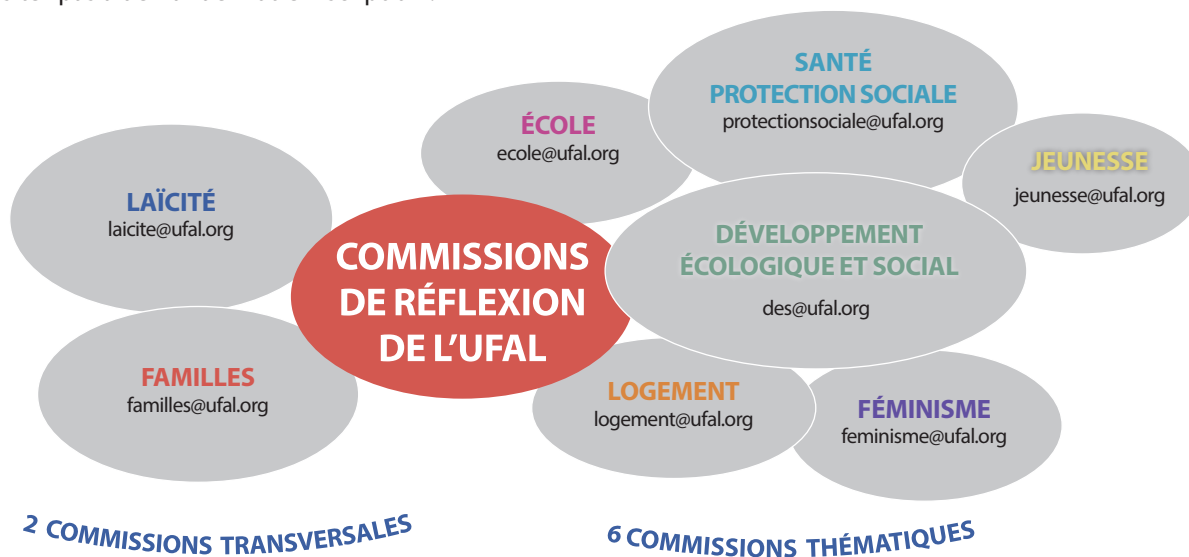 SANTÉ
PROTECTION SOCIALE
protectionsociale@ufal.org
ÉCOLE
ecole@ufal.org
JEUNESSE
jeunesse@ufal.org
LAÏCITÉ
laicite@ufal.org
COMMISSIONS
DE RÉFLEXION
DE L'UFAL
DÉVELOPPEMENT
ÉCOLOGIQUE ET SOCIAL
des@ufal.org
FAMILLES
familles@ufal.org
LOGEMENT
logement@ufal.org
FÉMINISME
feminisme@ufal.org
2 COMMISSIONS TRANSVERSALES
6 COMMISSIONS THÉMATIQUES